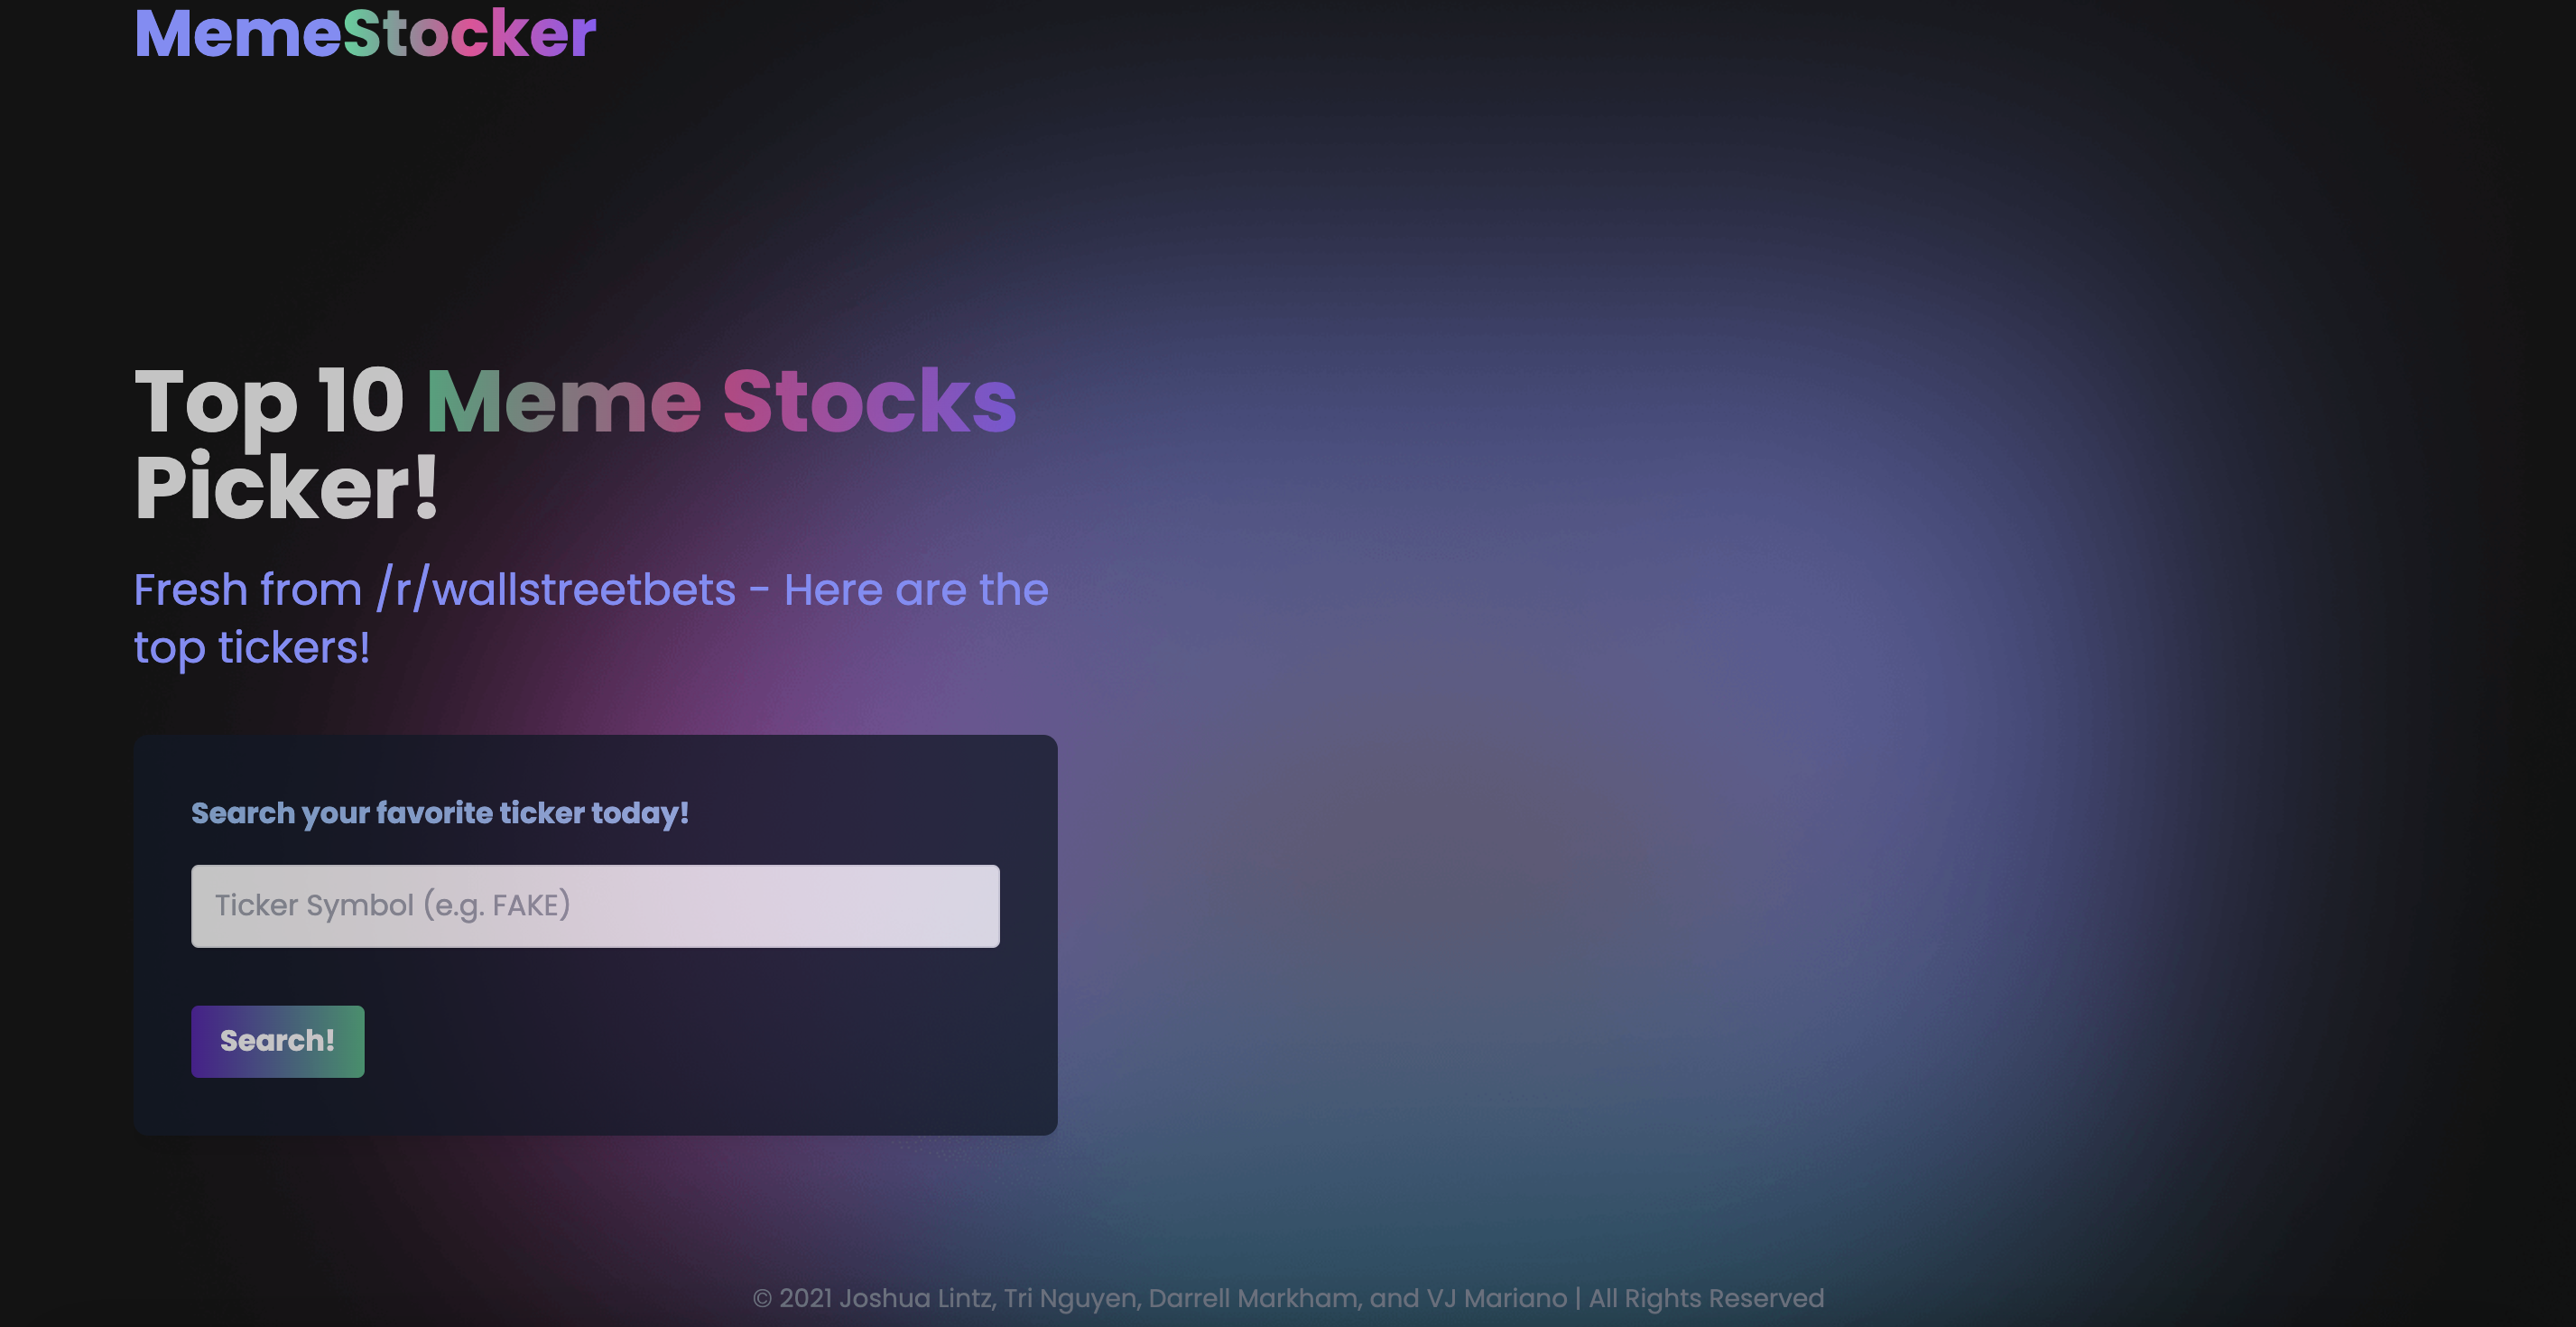 MemeStocker
Top 10 Meme Stocks
Picker!
Fresh from /r/wallstreetbets - Here are the
top tickers!
Search your favorite ticker today!
Ticker Symbol (e.g. FAKE)
Search!
© 2021 Joshua Lintz, Tri Nguyen, Darrell Markham, and VJ Mariano | All Rights Reserved